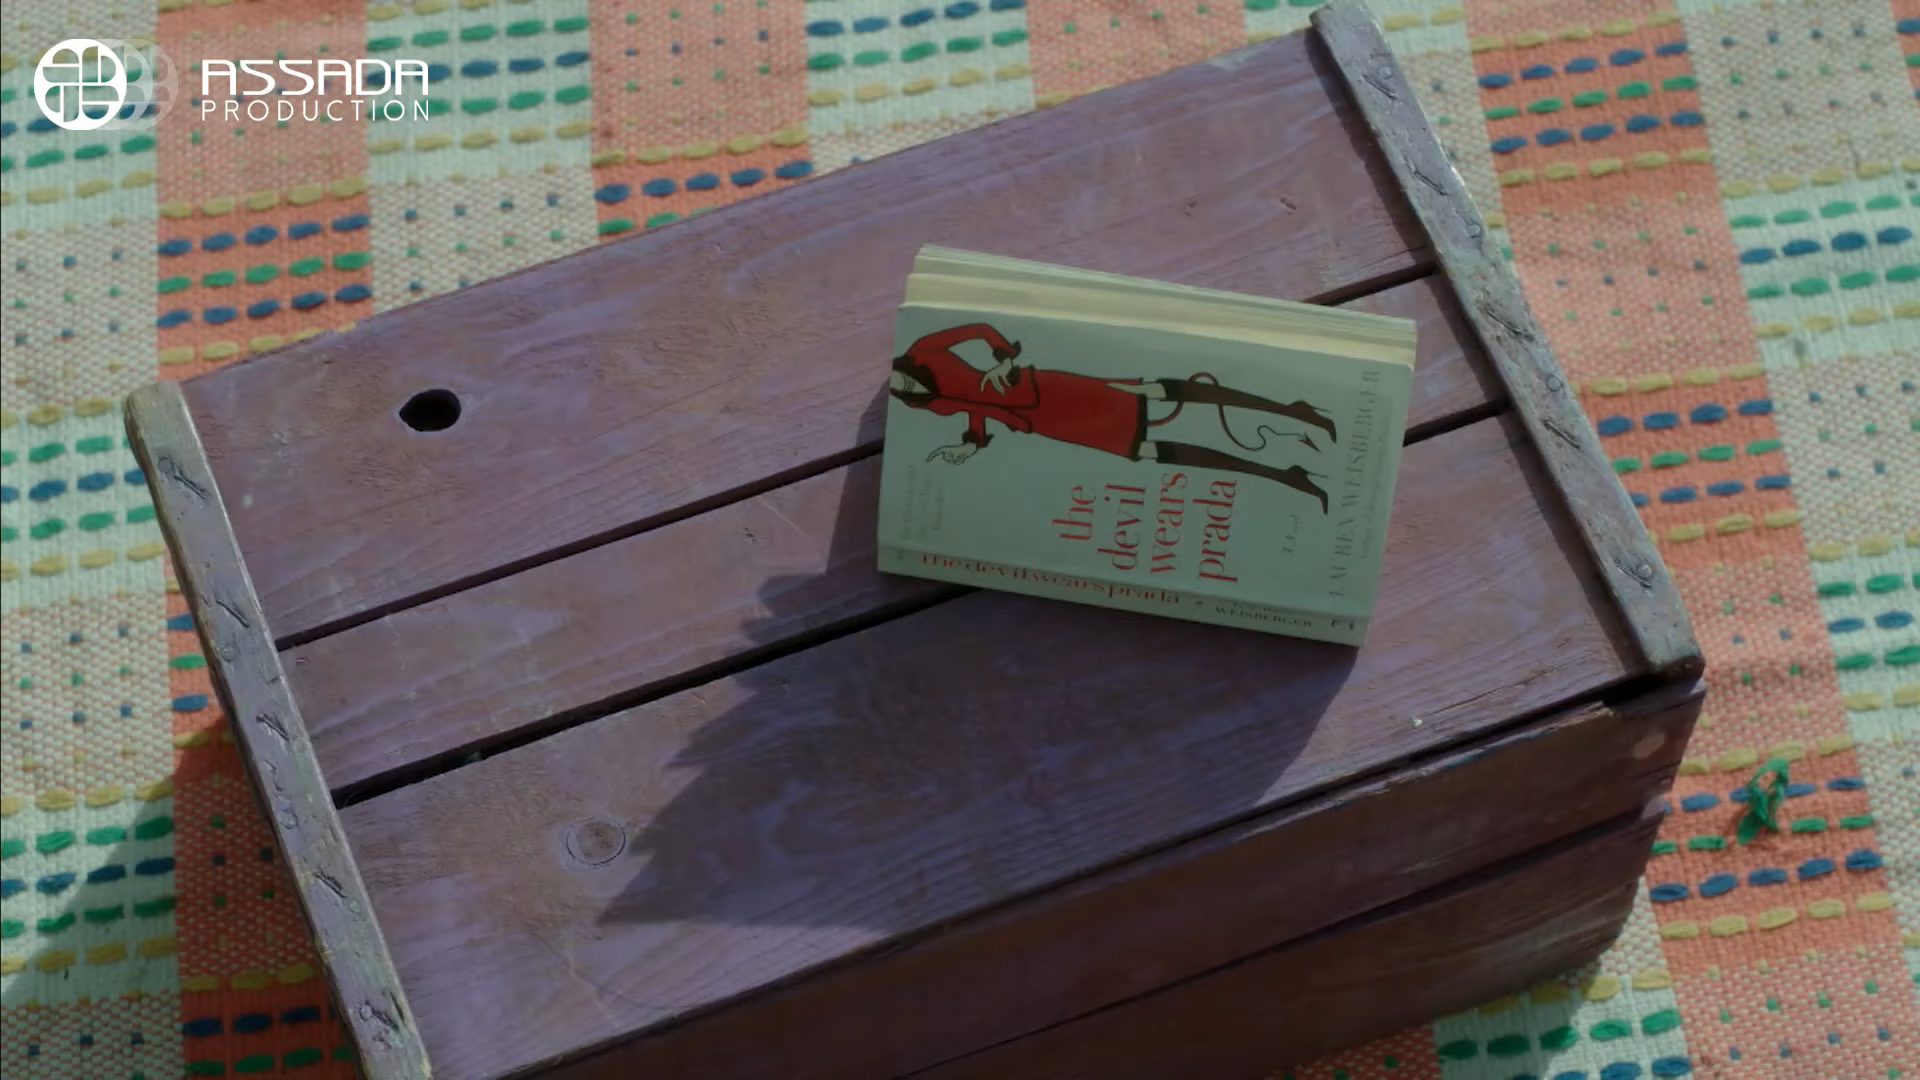 ASSADA
PRODUCTION
the
devil
wears
prada
LAUREN WEISBERGER
the devil wears prada
WEISBERGER